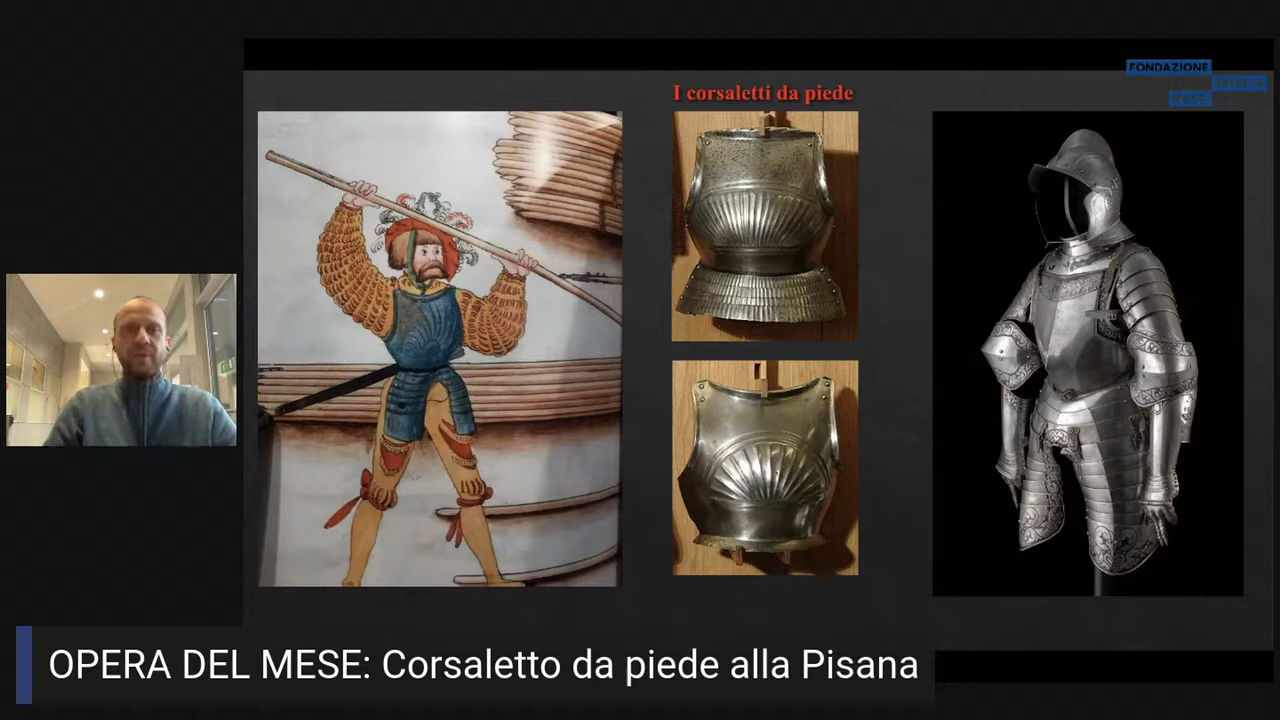 I corsaletti da piede
FONDAZIONE
OPERA DEL MESE: Corsaletto da piede alla Pisana